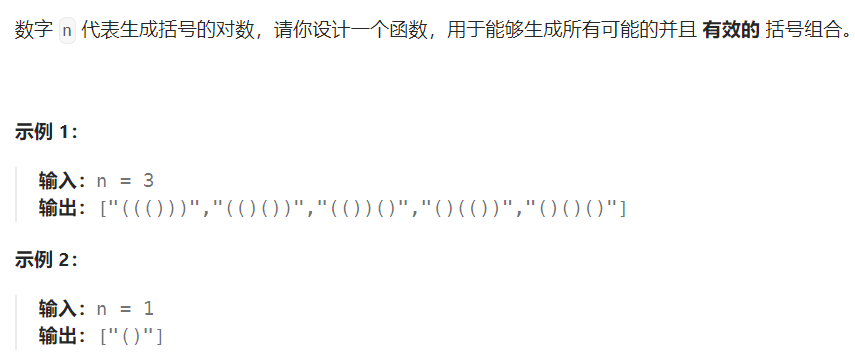 数字 n 代表生成括号的对数，请你设计一个函数，用于能够生成所有可能的并且 有效的 括号组合。
示例 1：
输入：n = 3
输出：["((()))","(()())","(())()","()(())","()()()"]
示例 2：
输入：n = 1
输出：["()"]